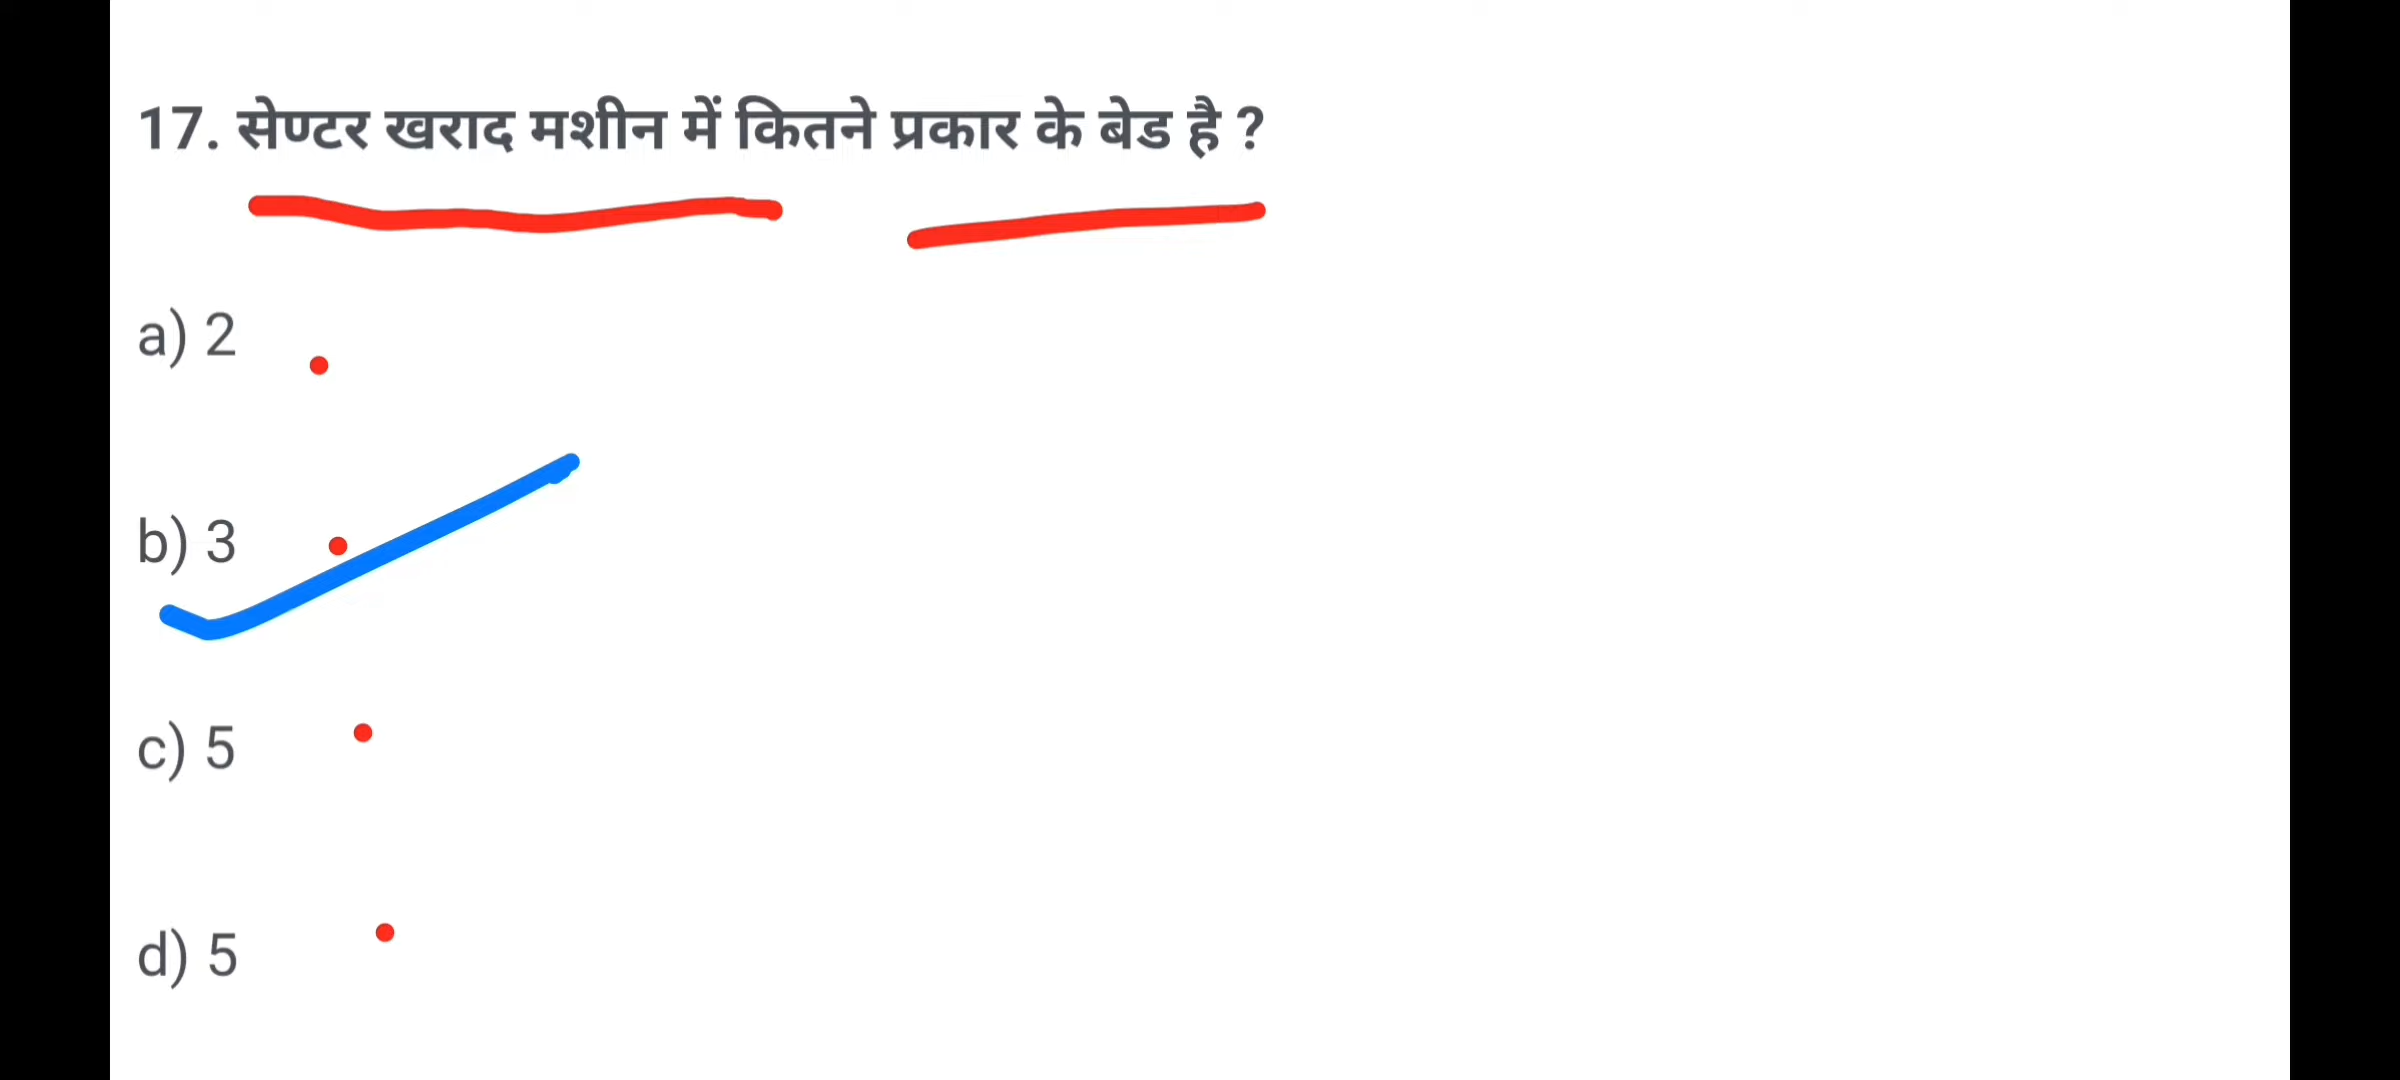 17. सेण्टर खराद मशीन में कितने प्रकार के बेड है ?
a) 2
b) 3
c) 5
d) 5